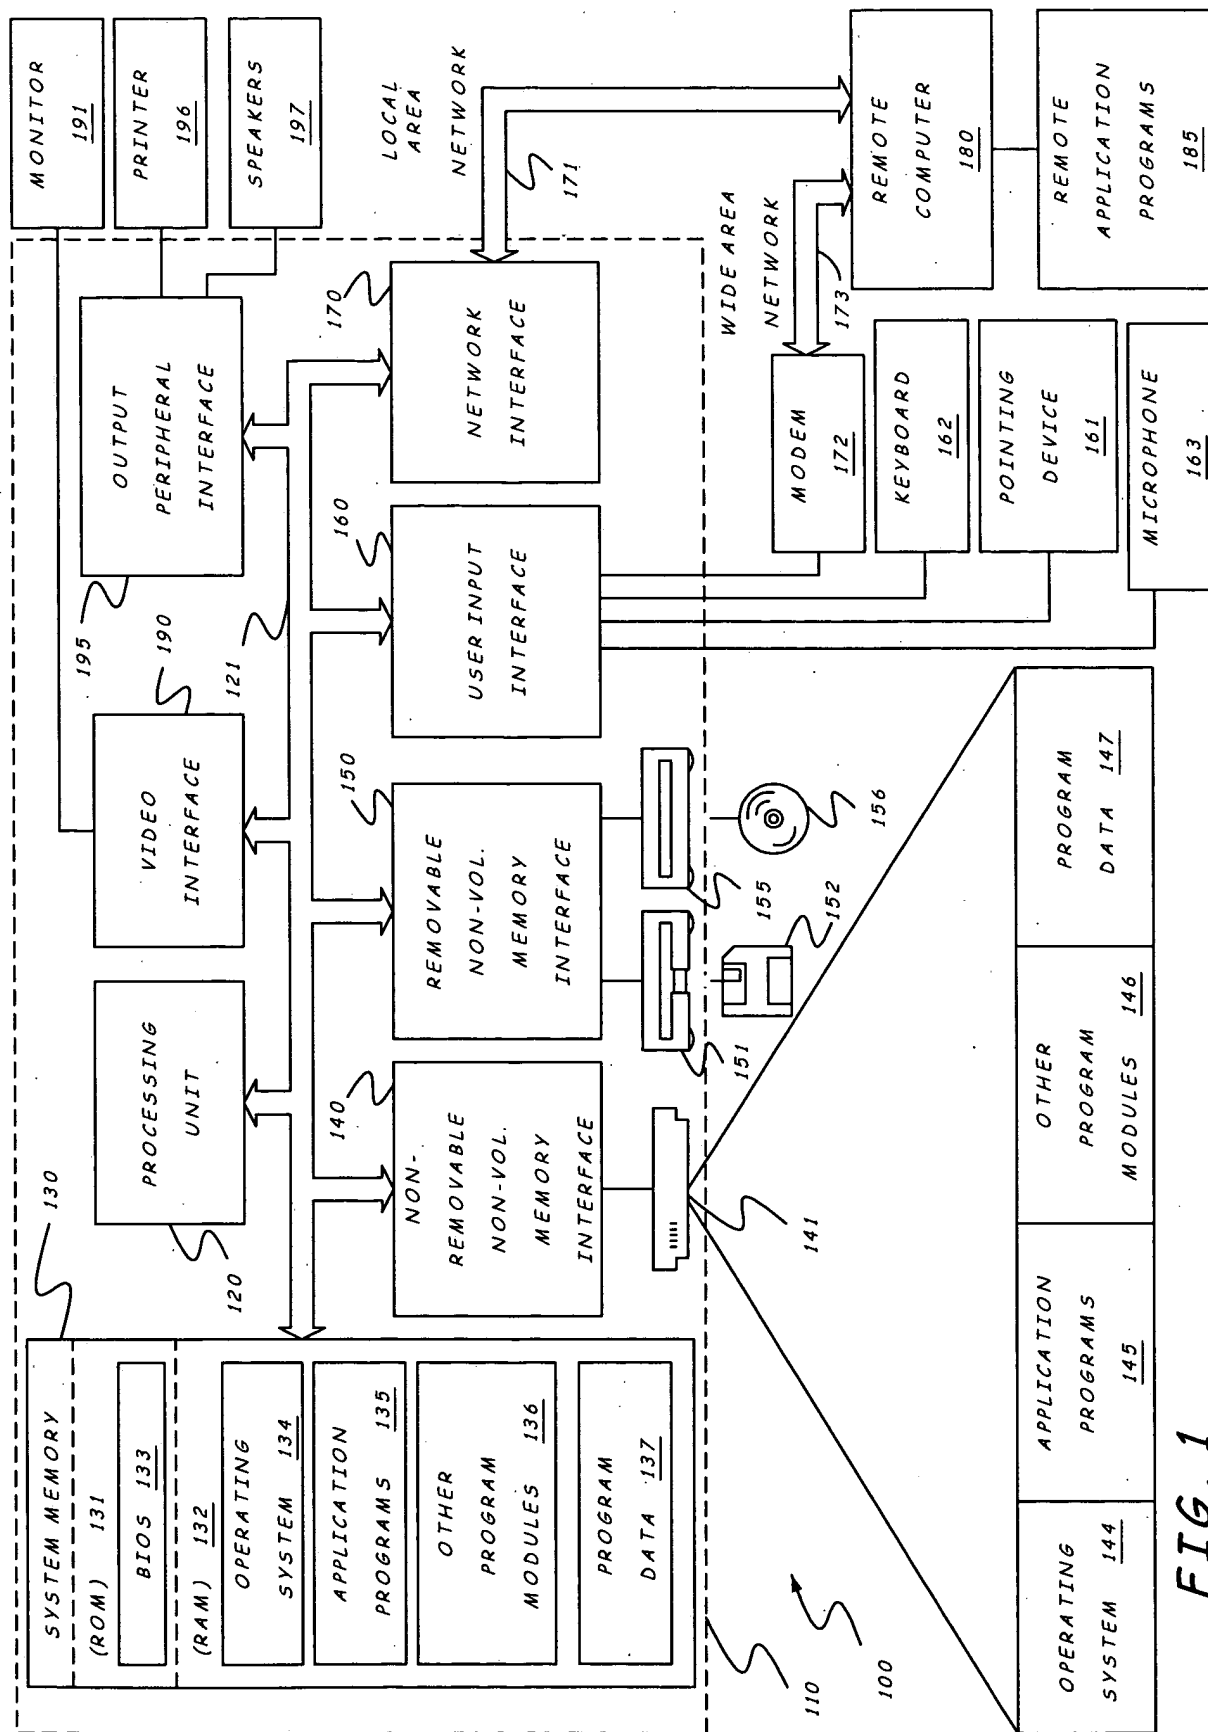 SYSTEM MEMORY
130
(ROM) 131
BIOS 133
(RAM) 132
OPERATING
SYSTEM 134
APPLICATION
PROGRAMS 135
OTHER
PROGRAM
MODULES 136
PROGRAM
DATA 137
PROCESSING
UNIT
120
VIDEO
INTERFACE
190
OUTPUT
PERIPHERAL
INTERFACE
195
121
MONITOR
191
PRINTER
196
SPEAKERS
197
NON-
REMOVABLE
NON-VOL.
MEMORY
INTERFACE
140
REMOVABLE
NON-VOL.
MEMORY
INTERFACE
150
USER INPUT
INTERFACE
160
NETWORK
INTERFACE
170
LOCAL
AREA
NETWORK
171
141
151
152
155
156
WIDE AREA
NETWORK
173
MODEM
172
KEYBOARD
162
POINTING
DEVICE
161
MICROPHONE
163
REMOTE
COMPUTER
180
REMOTE
APPLICATION
PROGRAMS
185
110
100
OPERATING
SYSTEM 144
APPLICATION
PROGRAMS
145
OTHER
PROGRAM
MODULES 146
PROGRAM
DATA 147
FIG. 1